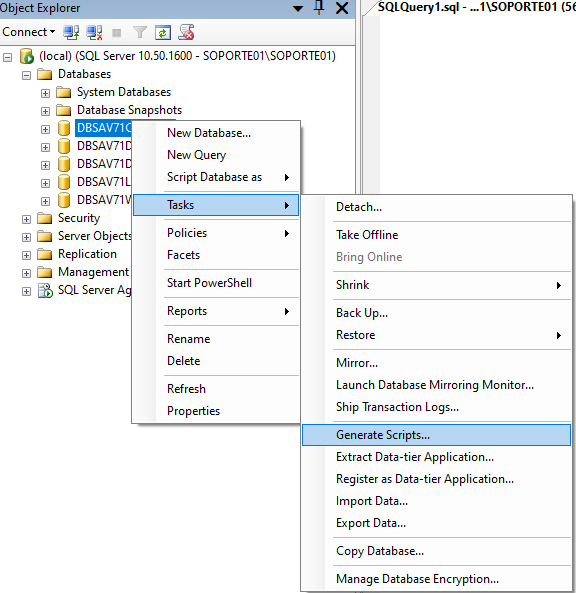 Object Explorer
Connect
(local) (SQL Server 10.50.1600 - SOPORTE01\SOPORTE01)
Databases
System Databases
Database Snapshots
DBSAV71C
DBSAV71D
DBSAV71D
DBSAV71L
DBSAV71V
Security
Server Objects
Replication
Management
SQL Server Ag
New Database...
New Query
Script Database as
Tasks
Policies
Facets
Start PowerShell
Reports
Rename
Delete
Refresh
Properties
Detach...
Take Offline
Bring Online
Shrink
Back Up...
Restore
Mirror...
Launch Database Mirroring Monitor...
Ship Transaction Logs...
Generate Scripts...
Extract Data-tier Application...
Register as Data-tier Application...
Import Data...
Export Data...
Copy Database...
Manage Database Encryption...
SQLQuery1.sql - ...1\SOPORTE01 (56